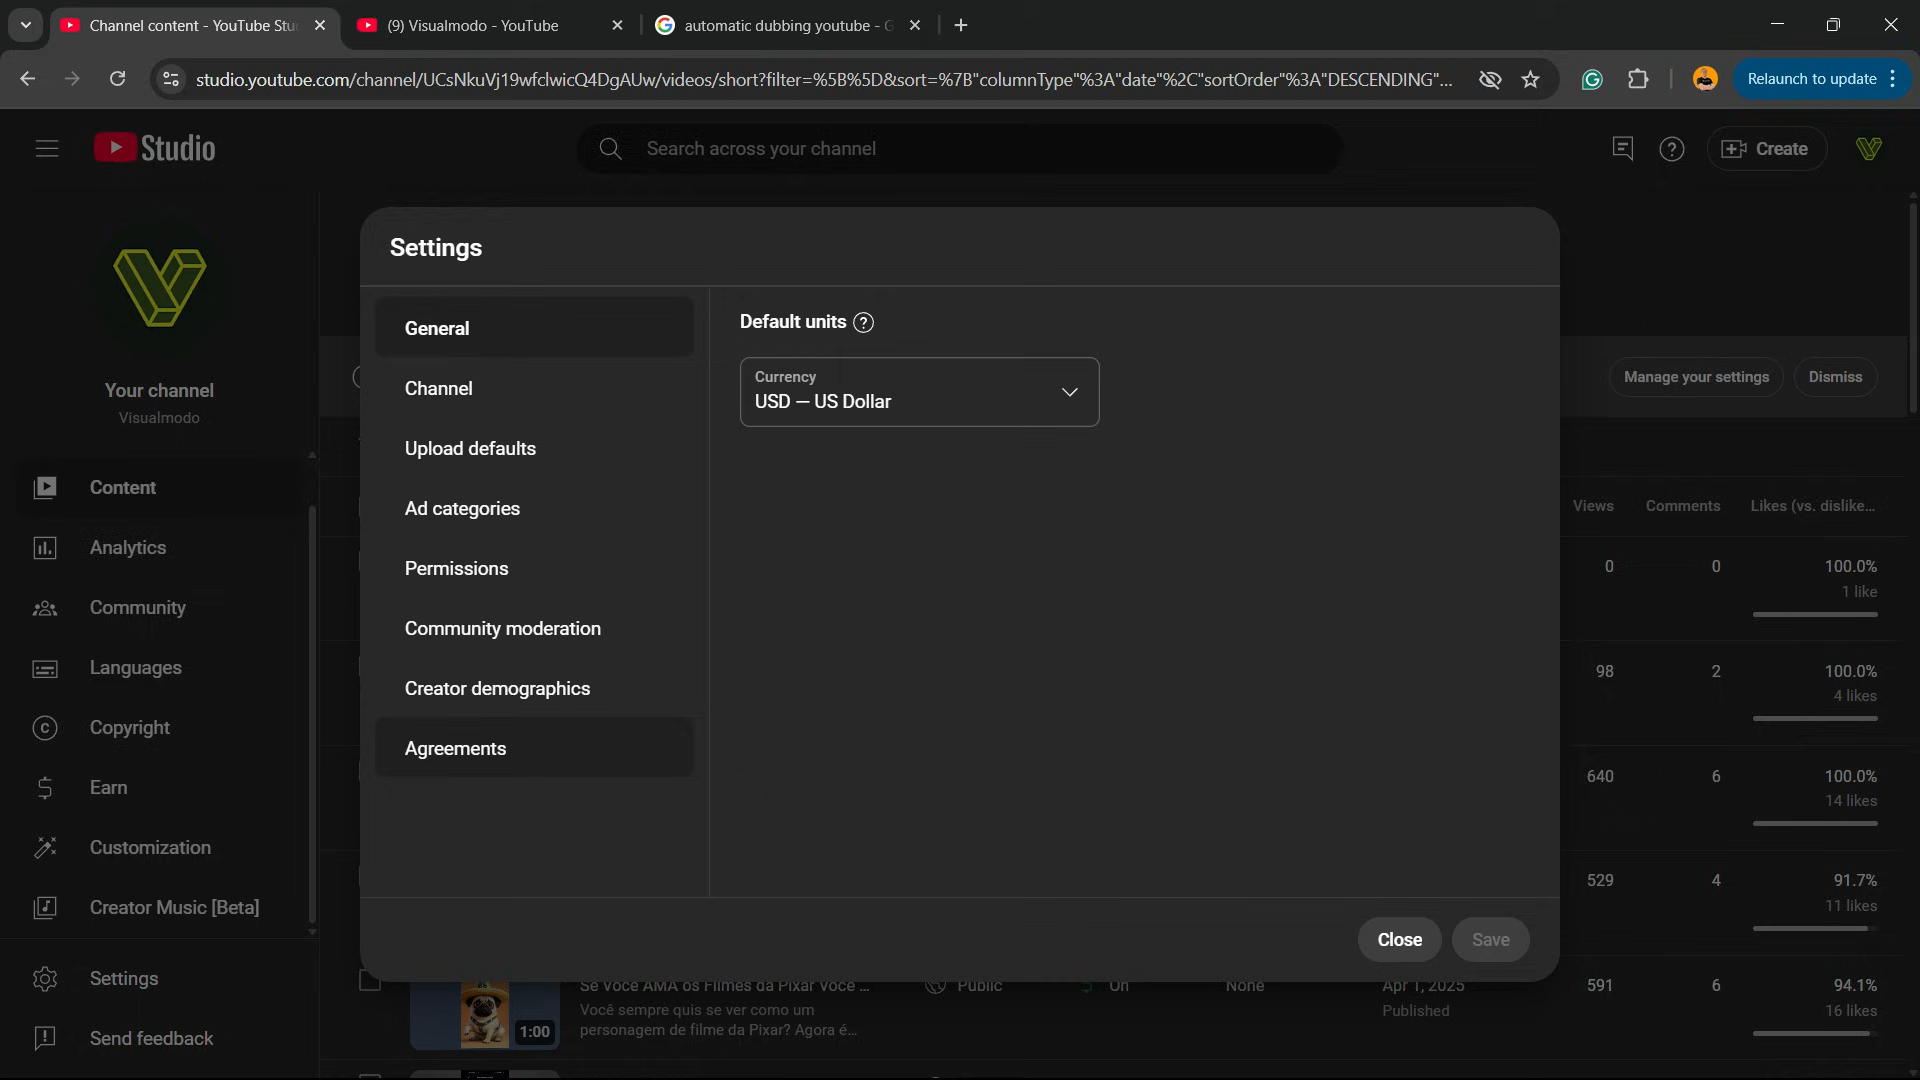 Channel content - YouTube Stu
(9) Visualmodo - YouTube
automatic dubbing youtube - G
studio.youtube.com/channel/UCsNkuVj19wfclwicQ4DgAUw/videos/short?filter=%5B%5D&sort=%7B"columnType"%3A"date"%2C"sortOrder"%3A"DESCENDING"...
Relaunch to update
Studio
Search across your channel
Create
Your channel
Visualmodo
Content
Analytics
Community
Languages
Copyright
Earn
Customization
Creator Music [Beta]
Settings
Send feedback
Settings
General
Channel
Upload defaults
Ad categories
Permissions
Community moderation
Creator demographics
Agreements
Default units
Currency
USD — US Dollar
Close
Save
Manage your settings
Dismiss
Views Comments Likes (vs. dislike...
0 0 100.0%
1 like
98 2 100.0%
4 likes
640 6 100.0%
14 likes
529 4 91.7%
11 likes
Se Você AMA os Filmes da Pixar Você ... Public On None Apr 1, 2025 591 6 94.1%
Você sempre quis se ver como um Published 16 likes
personagem de filme da Pixar? Agora é...
1:00